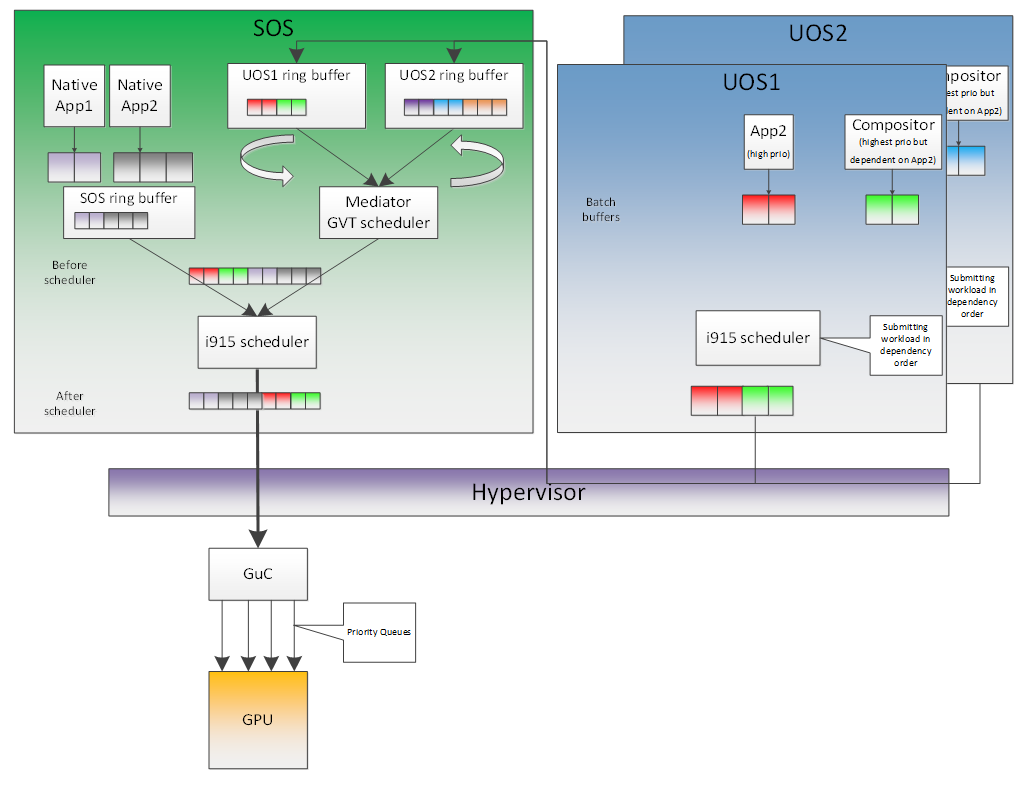 SOS
UOS2
UOS1 ring buffer
UOS2 ring buffer
Native
App1
Native
App2
UOS1
mpositor
est prio but
ent on App2)
App2
(high prio)
Compositor
(highest prio but
dependent on App2)
SOS ring buffer
Mediator
GVT scheduler
Batch
buffers
Before
scheduler
Submitting
workload in
dependency
order
i915 scheduler
i915 scheduler
Submitting
workload in
dependency
order
After
scheduler
Hypervisor
GuC
Priority Queues
GPU